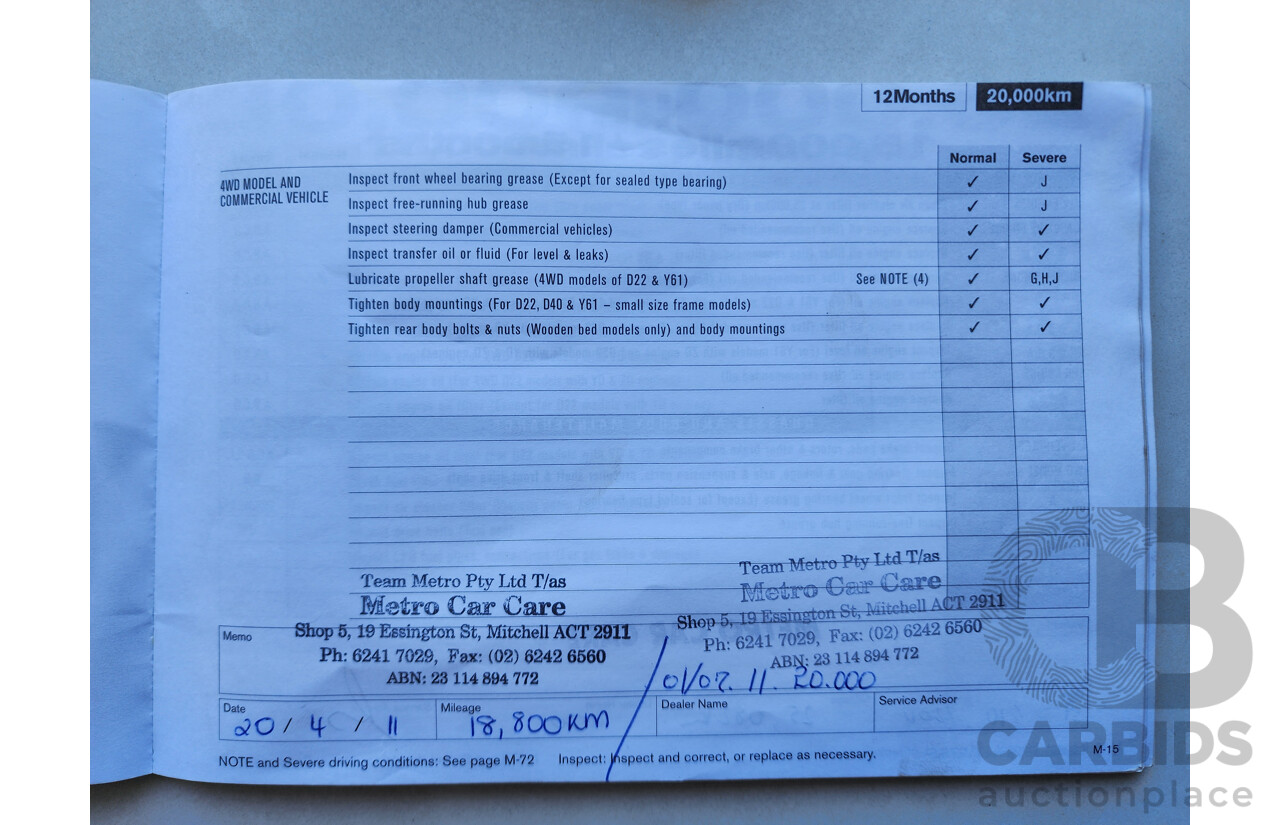 12Months 20,000km
Normal Severe
4WD MODEL AND
COMMERCIAL VEHICLE
Inspect front wheel bearing grease (Except for sealed type bearing) ✓ J
Inspect free-running hub grease ✓ J
Inspect steering damper (Commercial vehicles) ✓ ✓
Inspect transfer oil or fluid (For level & leaks) ✓ ✓
Lubricate propeller shaft grease (4WD models of D22 & Y61) See NOTE (4) ✓ G,H,J
Tighten body mountings (For D22, D40 & Y61 – small size frame models) ✓ ✓
Tighten rear body bolts & nuts (Wooden bed models only) and body mountings ✓ ✓
Team Metro Pty Ltd T/as
Metro Car Care
Shop 5, 19 Essington St, Mitchell ACT 2911
Ph: 6241 7029, Fax: (02) 6242 6560
ABN: 23 114 894 772
Team Metro Pty Ltd T/as
Metro Car Care
Shop 5, 19 Essington St, Mitchell ACT 2911
Ph: 6241 7029, Fax: (02) 6242 6560
ABN: 23 114 894 772
Memo
01/07. 11. 20.000
Date
20 / 4 / 11
Mileage
18,800KM
Dealer Name
Service Advisor
NOTE and Severe driving conditions: See page M-72 Inspect: Inspect and correct, or replace as necessary.
M-15
CARBIDS
auctionplace